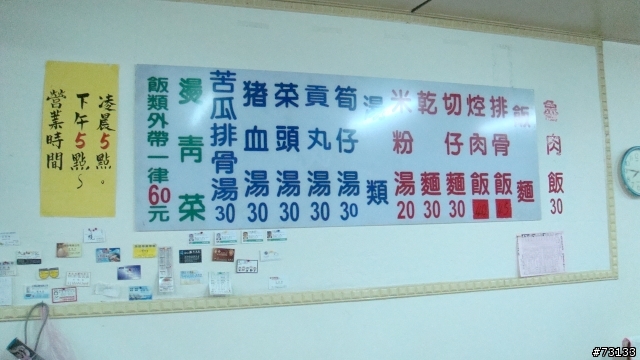 魯肉飯30
飯麵
排骨飯
焢肉飯
切仔麵30
乾麵30
米粉湯20
湯類
筍仔湯30
貢丸湯30
菜頭湯30
猪血湯30
苦瓜排骨湯30
燙青菜
飯類外帶一律60元
營業時間
下午5點~
凌晨5點。
#73133